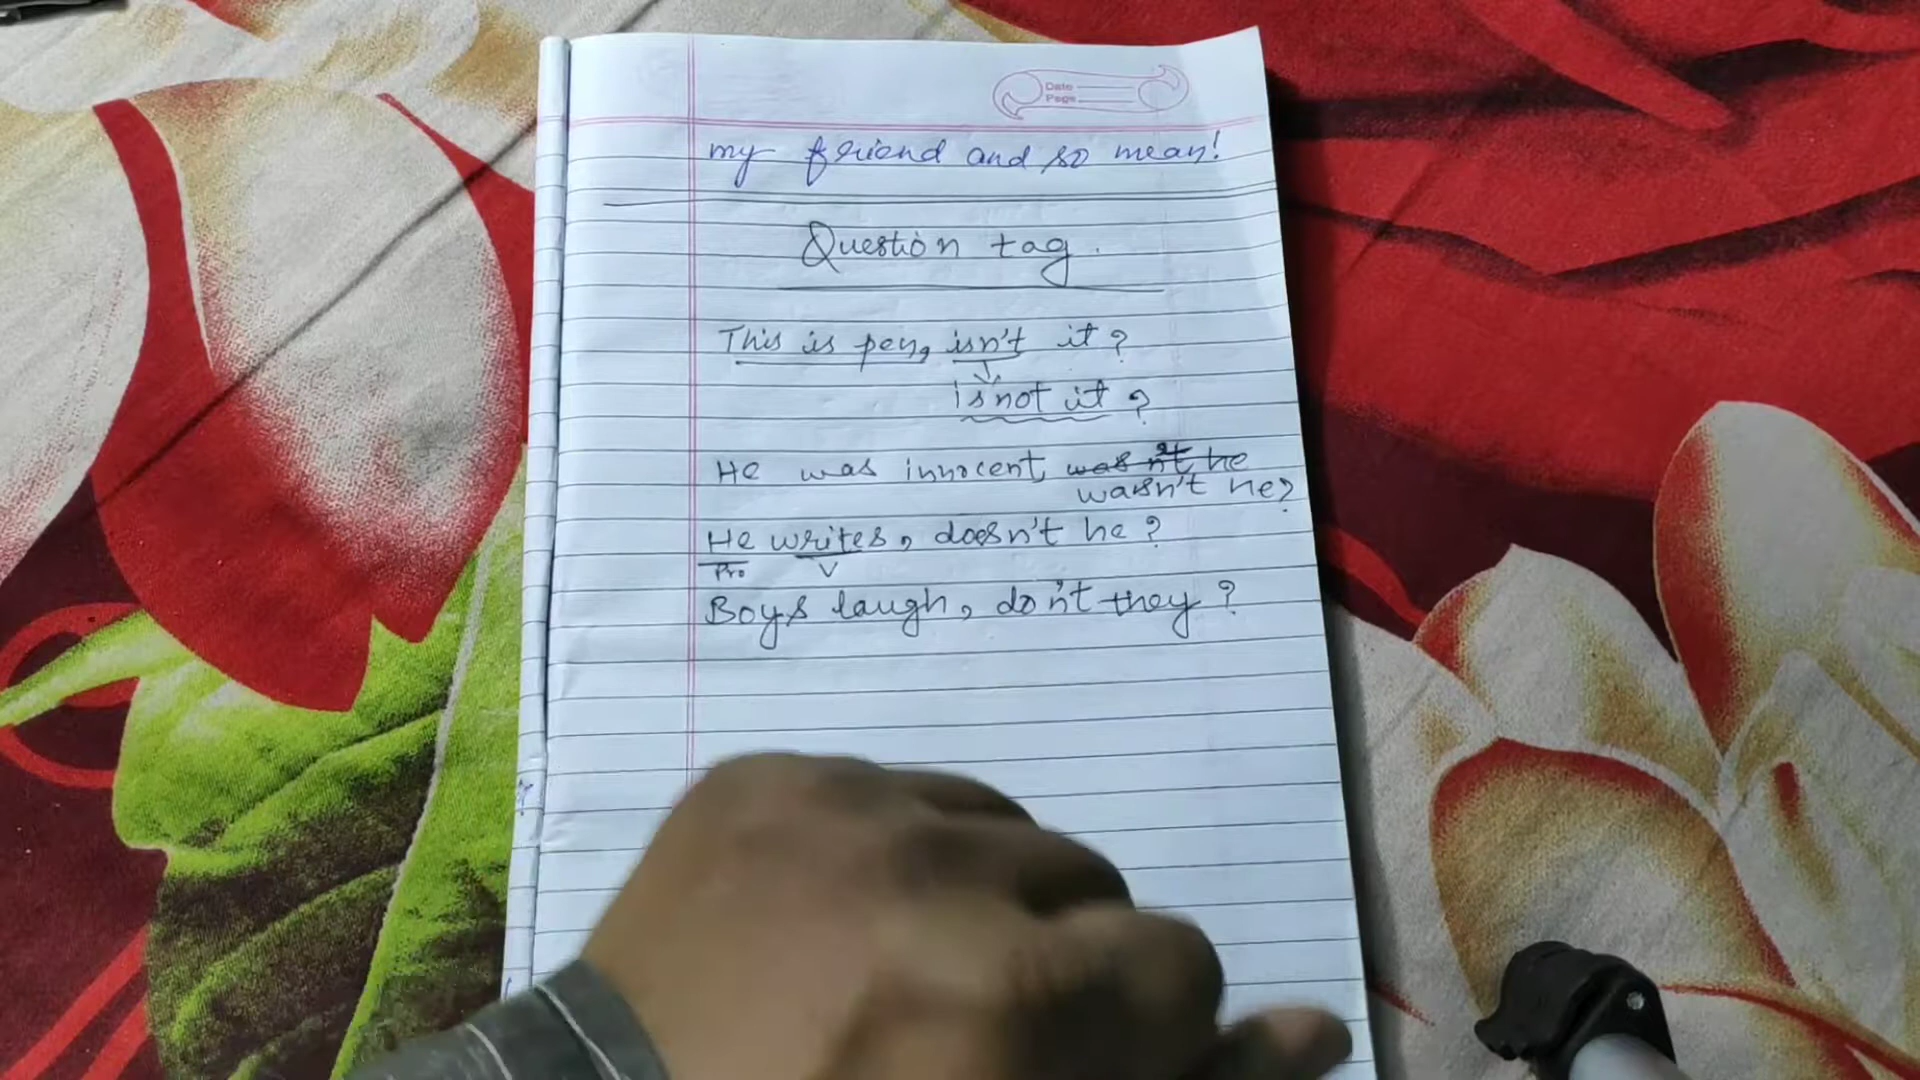 Date
Page
my friend and so mean!
Question tag.
This is pen, isn't it?
is not it?
He was innocent, wasn't he
wasn't he?
He writes, doesn't he?
Pro V
Boys laugh, don't they?